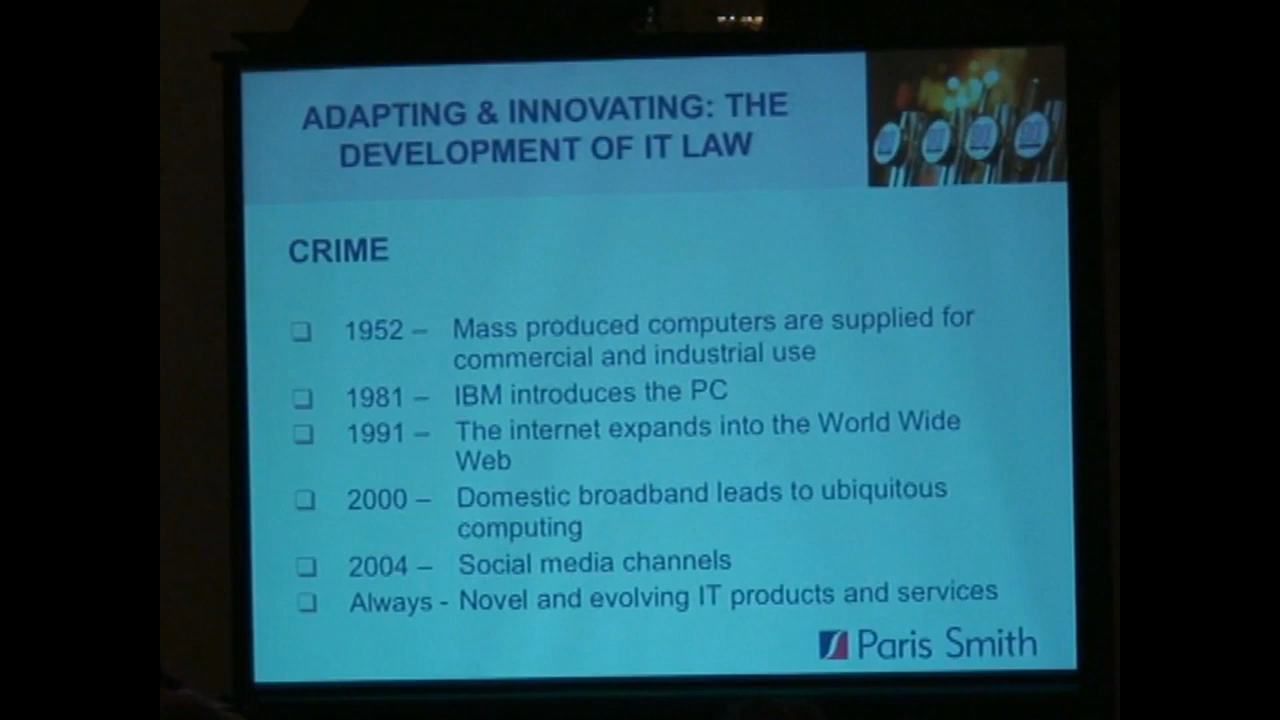 ADAPTING & INNOVATING: THE
DEVELOPMENT OF IT LAW
CRIME
❑ 1952 – Mass produced computers are supplied for
commercial and industrial use
❑ 1981 – IBM introduces the PC
❑ 1991 – The internet expands into the World Wide
Web
❑ 2000 – Domestic broadband leads to ubiquitous
computing
❑ 2004 – Social media channels
❑ Always - Novel and evolving IT products and services
Paris Smith